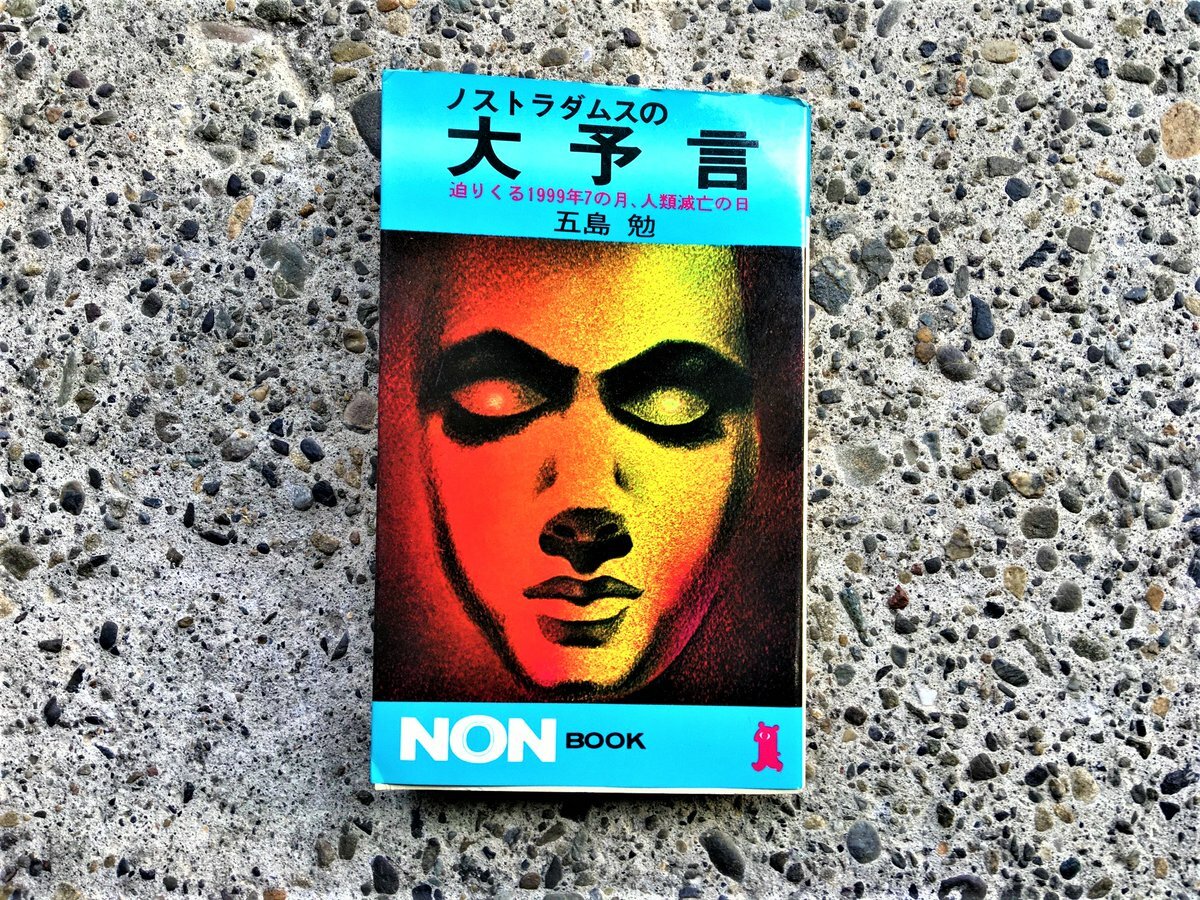 ノストラダムスの
大予言
迫りくる1999年7の月、人類滅亡の日
五島 勉
NON BOOK